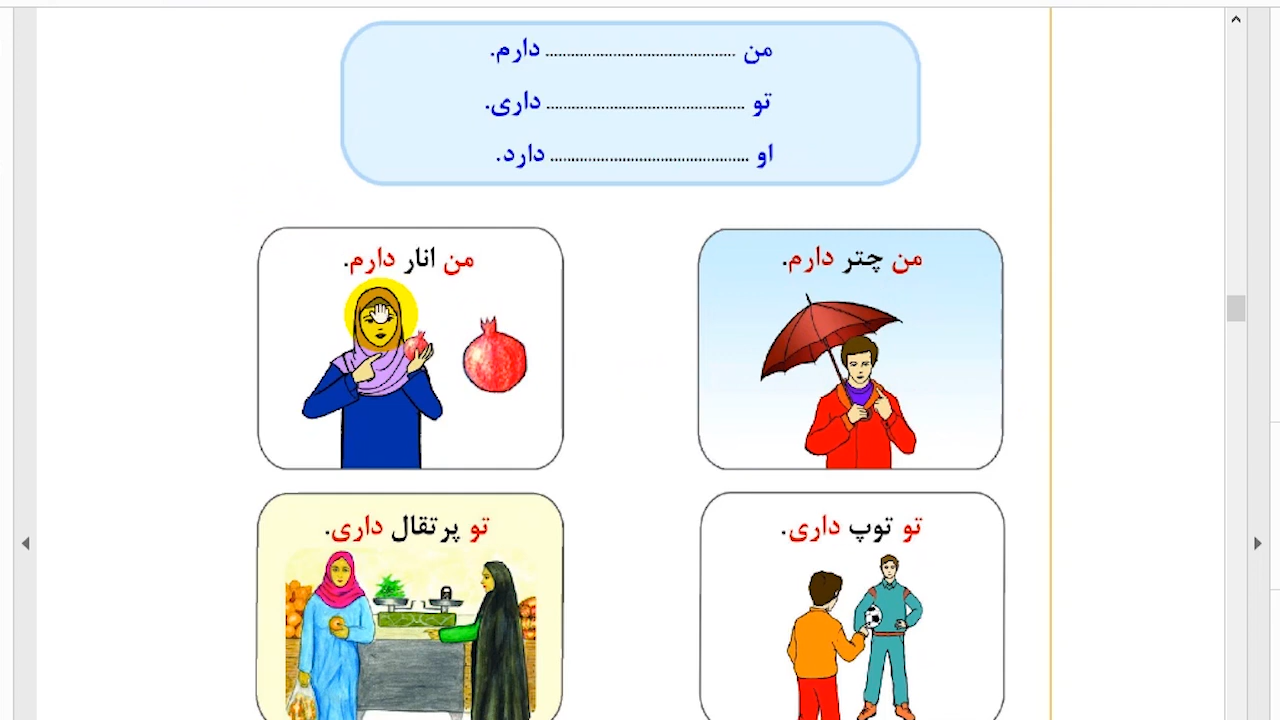 من ........................................ دارم.
تو ........................................ داری.
او ........................................ دارد.
من چتر دارم.
من انار دارم.
تو توپ داری.
تو پرتقال داری.